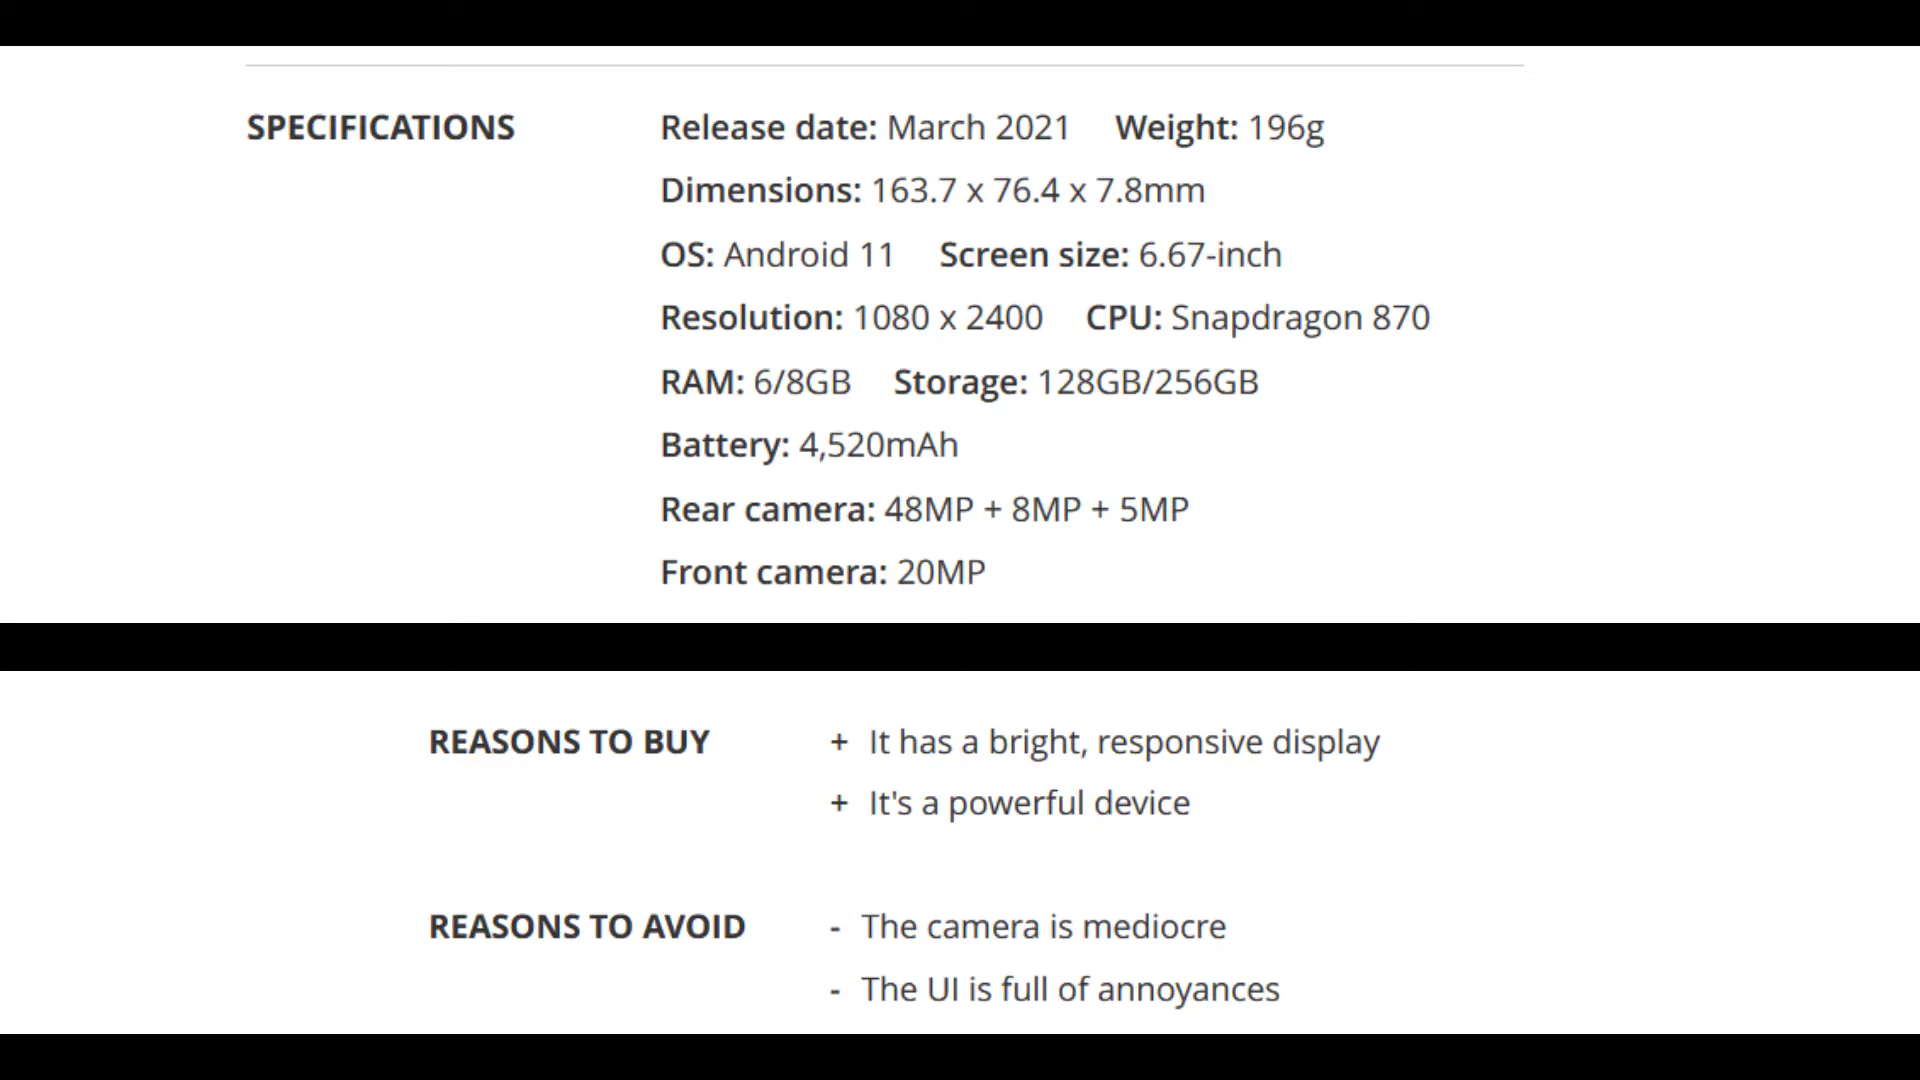 SPECIFICATIONS Release date: March 2021 Weight: 196g
Dimensions: 163.7 x 76.4 x 7.8mm
OS: Android 11 Screen size: 6.67-inch
Resolution: 1080 x 2400 CPU: Snapdragon 870
RAM: 6/8GB Storage: 128GB/256GB
Battery: 4,520mAh
Rear camera: 48MP + 8MP + 5MP
Front camera: 20MP
REASONS TO BUY + It has a bright, responsive display
+ It's a powerful device
REASONS TO AVOID - The camera is mediocre
- The UI is full of annoyances